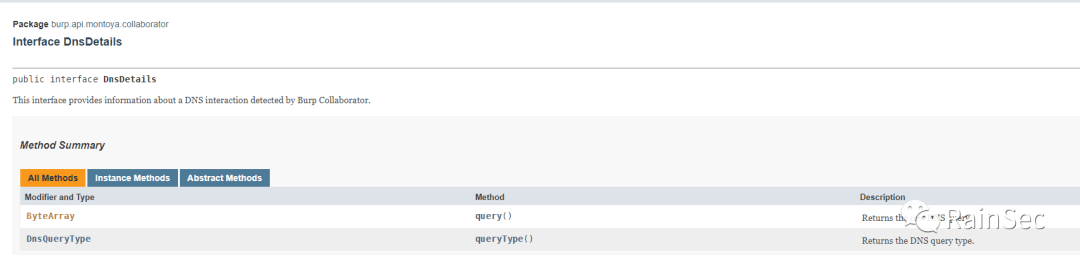 Package burp.api.montoya.collaborator
Interface DnsDetails
public interface DnsDetails
This interface provides information about a DNS interaction detected by Burp Collaborator.
Method Summary
All Methods Instance Methods Abstract Methods
Modifier and Type Method Description
ByteArray query() Returns the query.
DnsQueryType queryType() Returns the DNS query type.
RainSec